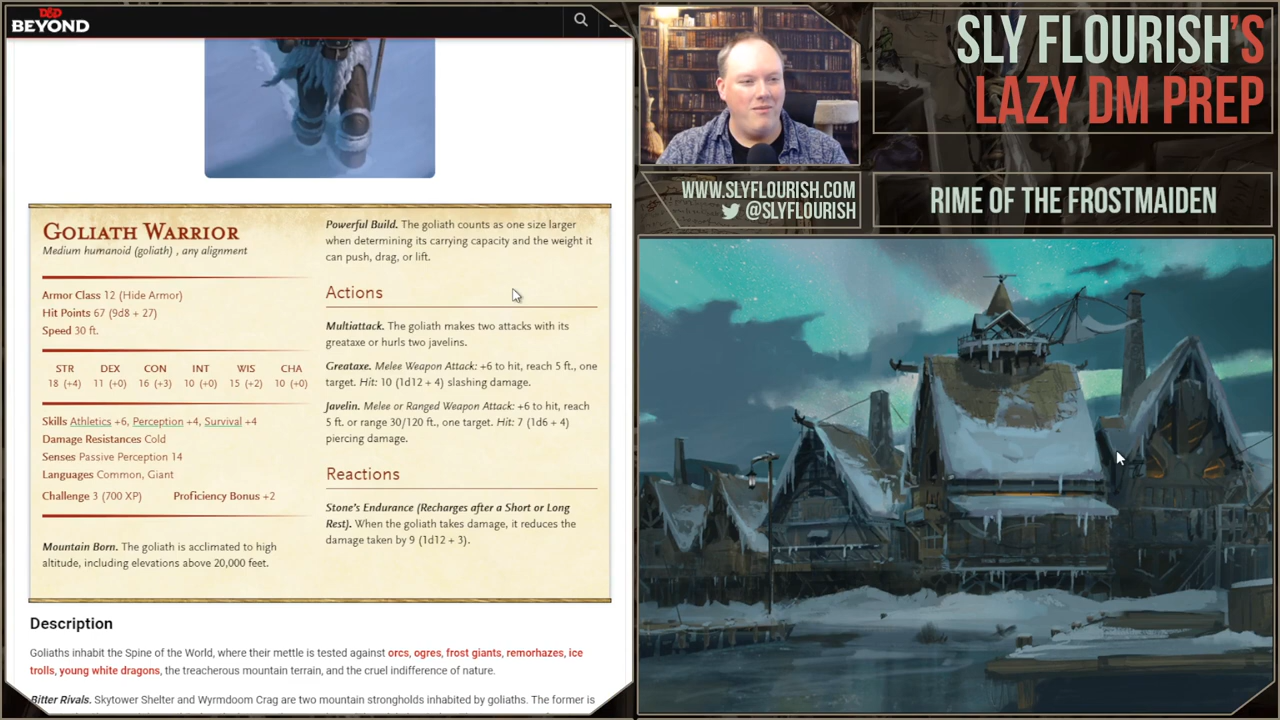 D&D
BEYOND
GOLIATH WARRIOR
Medium humanoid (goliath) , any alignment
Armor Class 12 (Hide Armor)
Hit Points 67 (9d8 + 27)
Speed 30 ft.
STR DEX CON INT WIS CHA
18 (+4) 11 (+0) 16 (+3) 10 (+0) 15 (+2) 10 (+0)
Skills Athletics +6, Perception +4, Survival +4
Damage Resistances Cold
Senses Passive Perception 14
Languages Common, Giant
Challenge 3 (700 XP) Proficiency Bonus +2
Mountain Born. The goliath is acclimated to high
altitude, including elevations above 20,000 feet.
Powerful Build. The goliath counts as one size larger
when determining its carrying capacity and the weight it
can push, drag, or lift.
Actions
Multiattack. The goliath makes two attacks with its
greataxe or hurls two javelins.
Greataxe. Melee Weapon Attack: +6 to hit, reach 5 ft., one
target. Hit: 10 (1d12 + 4) slashing damage.
Javelin. Melee or Ranged Weapon Attack: +6 to hit, reach
5 ft. or range 30/120 ft., one target. Hit: 7 (1d6 + 4)
piercing damage.
Reactions
Stone's Endurance (Recharges after a Short or Long
Rest). When the goliath takes damage, it reduces the
damage taken by 9 (1d12 + 3).
Description
Goliaths inhabit the Spine of the World, where their mettle is tested against orcs, ogres, frost giants, remorhazes, ice
trolls, young white dragons, the treacherous mountain terrain, and the cruel indifference of nature.
Bitter Rivals. Skytower Shelter and Wyrmdoom Crag are two mountain strongholds inhabited by goliaths. The former is
SLY FLOURISH'S
LAZY DM PREP
WWW.SLYFLOURISH.COM
@SLYFLOURISH
RIME OF THE FROSTMAIDEN